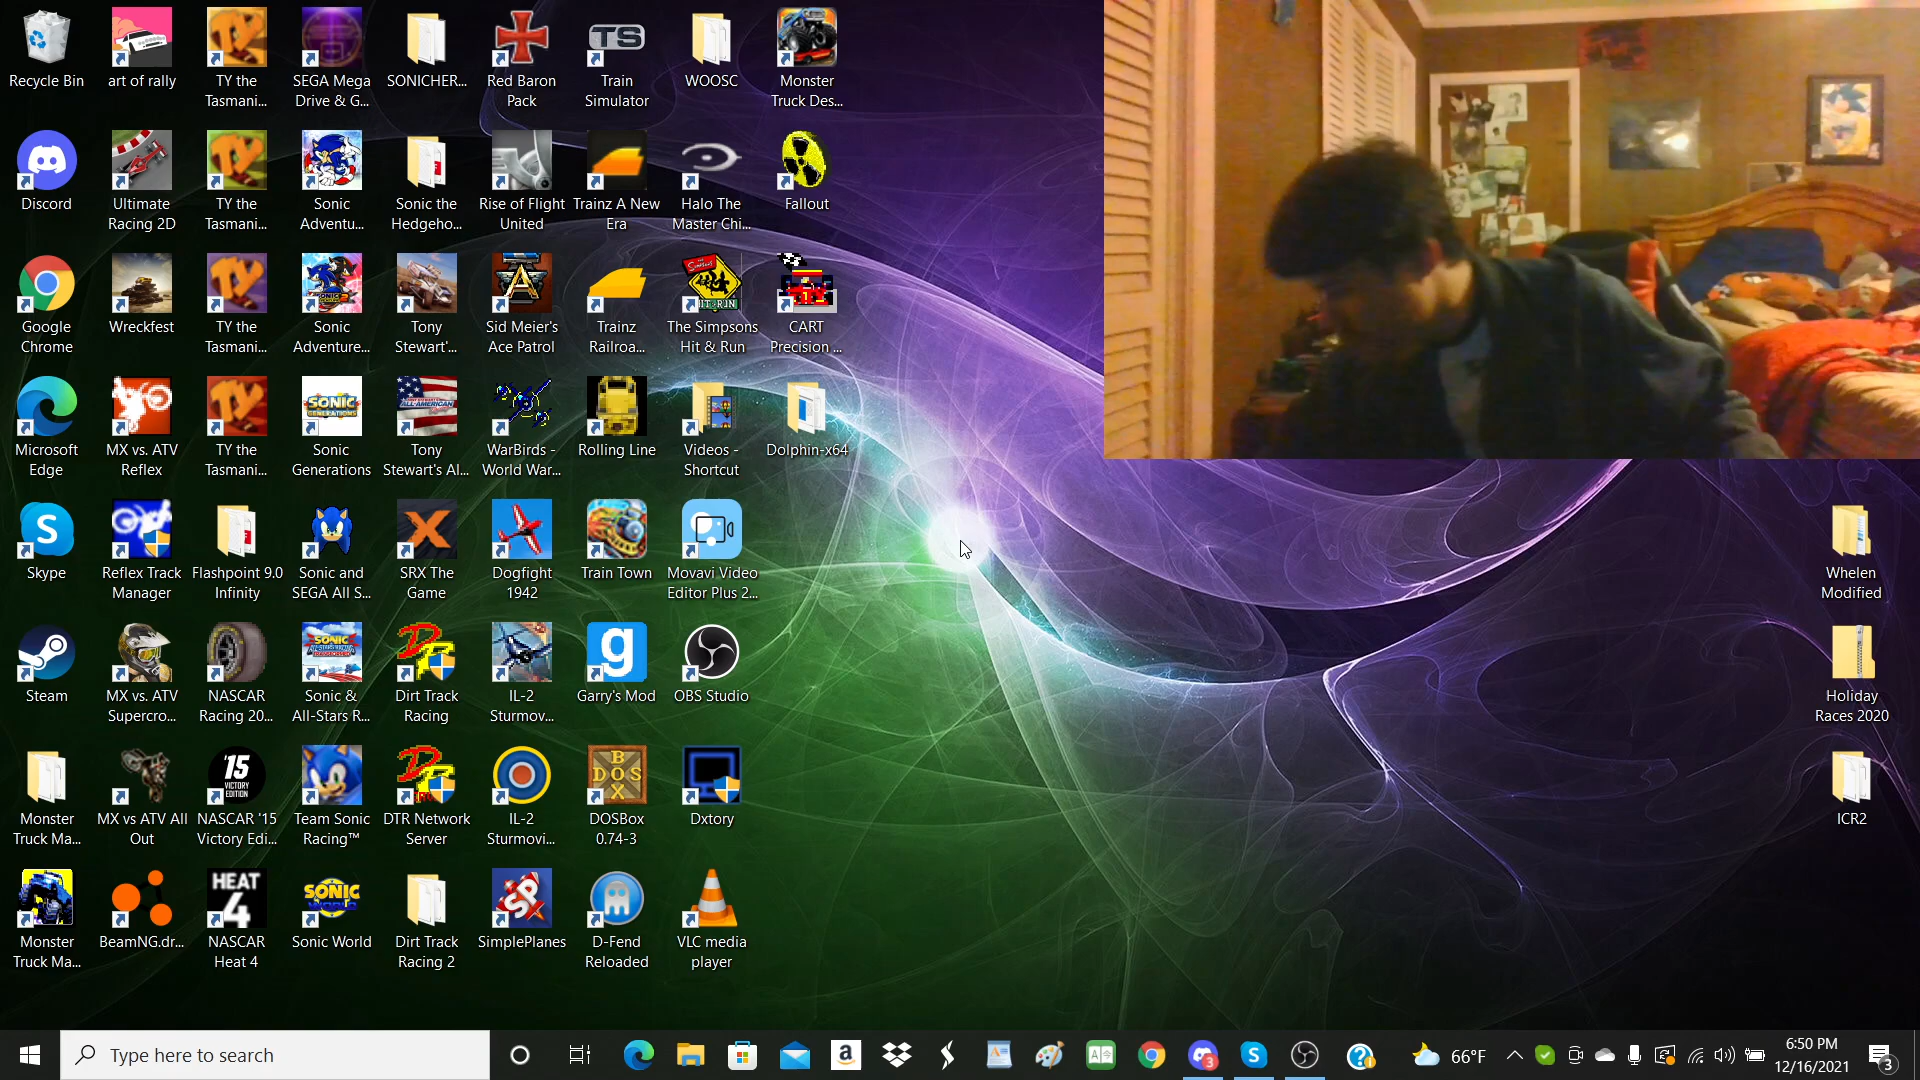 Recycle Bin
art of rally
TY the
Tasmani...
SEGA Mega
Drive & G...
SONICHER...
Red Baron
Pack
Train
Simulator
WOOSC
Monster
Truck Des...
Discord
Ultimate
Racing 2D
TY the
Tasmani...
Sonic
Adventu...
Sonic the
Hedgeho...
Rise of Flight
United
Trainz A New
Era
Halo The
Master Chi...
Fallout
Google
Chrome
Wreckfest
TY the
Tasmani...
Sonic
Adventure...
Tony
Stewart'...
Sid Meier's
Ace Patrol
Trainz
Railroa...
The Simpsons
Hit & Run
CART
Precision ...
Microsoft
Edge
MX vs. ATV
Reflex
TY the
Tasmani...
Sonic
Generations
Tony
Stewart's Al...
WarBirds -
World War...
Rolling Line
Videos -
Shortcut
Dolphin-x64
Skype
Reflex Track
Manager
Flashpoint 9.0
Infinity
Sonic and
SEGA All S...
SRX The
Game
Dogfight
1942
Train Town
Movavi Video
Editor Plus 2...
Whelen
Modified
Steam
MX vs. ATV
Supercro...
NASCAR
Racing 20...
Sonic &
All-Stars R...
Dirt Track
Racing
IL-2
Sturmov...
Garry's Mod
OBS Studio
Holiday
Races 2020
Monster
Truck Ma...
MX vs ATV All
Out
'15
VICTORY
EDITION
NASCAR '15
Victory Edi...
Team Sonic
Racing™
DTR Network
Server
IL-2
Sturmovi...
DOSBox
0.74-3
Dxtory
ICR2
Monster
Truck Ma...
BeamNG.dr...
HEAT
4
NASCAR
Heat 4
Sonic World
Dirt Track
Racing 2
SimplePlanes
D-Fend
Reloaded
VLC media
player
Type here to search
66°F
6:50 PM
12/16/2021
3